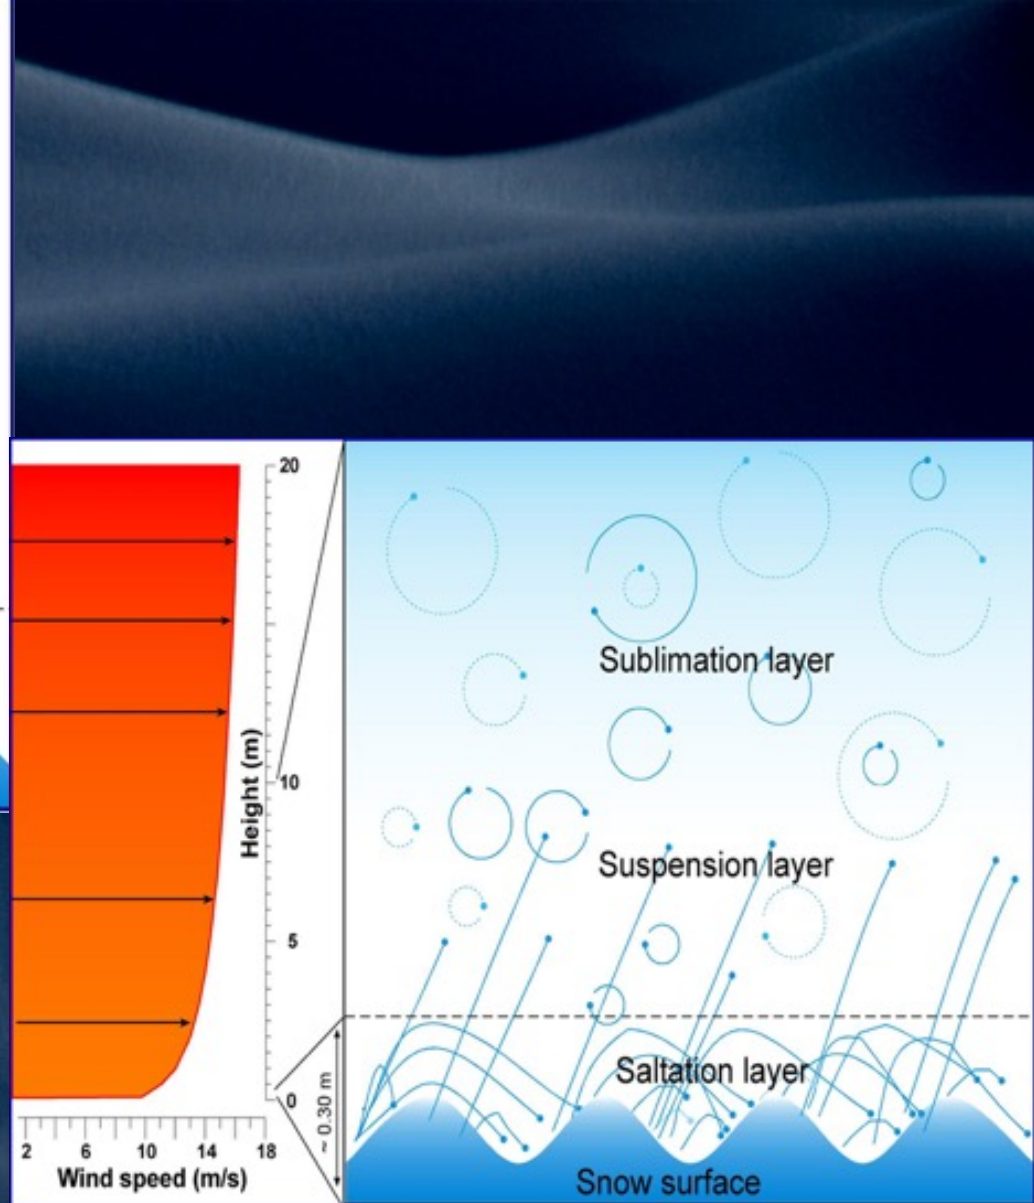 20
Sublimation layer
10
Height (m)
Suspension layer
5
Saltation layer
0
~ 0.30 m
2 6 10 14 18
Wind speed (m/s)
Snow surface